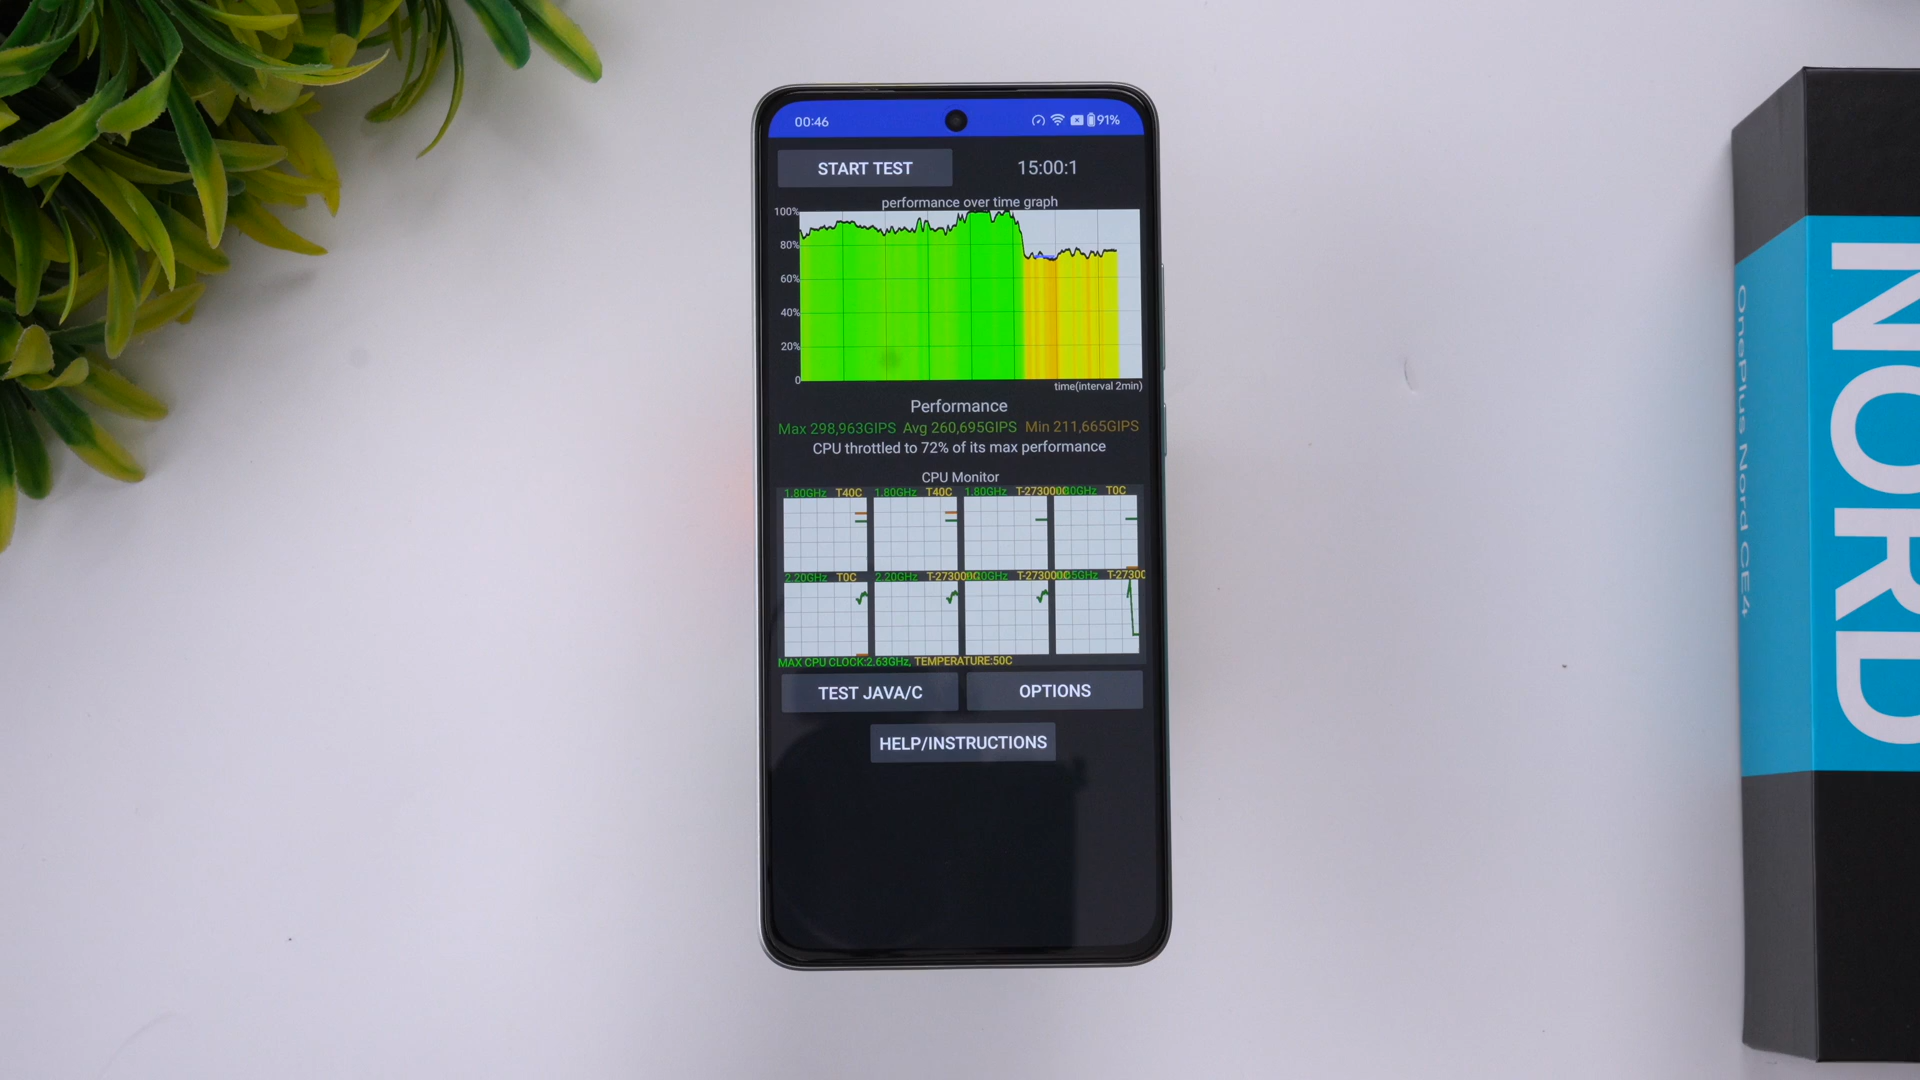 00:46
91%
START TEST
15:00:1
performance over time graph
100%
80%
60%
40%
20%
0
time(interval 2min)
Performance
Max 298,963GIPS Avg 260,695GIPS Min 211,665GIPS
CPU throttled to 72% of its max performance
CPU Monitor
1.80GHz T40C 1.80GHz T40C 1.80GHz T-273000C T0C
2.20GHz T0C 2.20GHz T-2730
MAX CPU CLOCK:2.63GHz, TEMPERATURE:50C
TEST JAVA/C
OPTIONS
HELP/INSTRUCTIONS
NORD
OnePlus Nord CE4